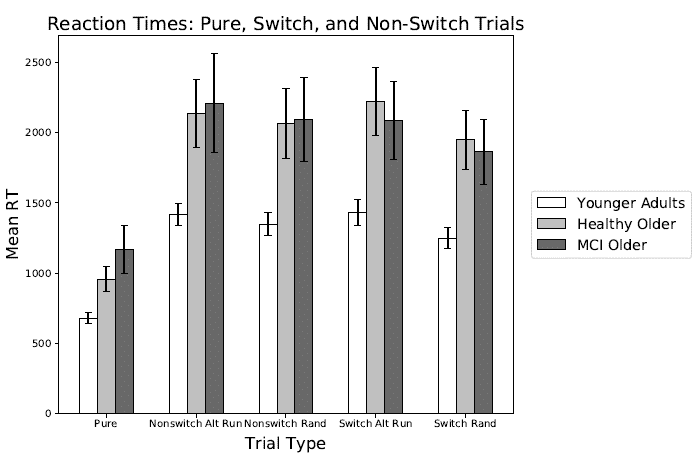 Reaction Times: Pure, Switch, and Non-Switch Trials
Mean RT
2500
2000
1500
1000
500
0
Pure
Nonswitch Alt Run
Nonswitch Rand
Switch Alt Run
Switch Rand
Trial Type
Younger Adults
Healthy Older
MCI Older